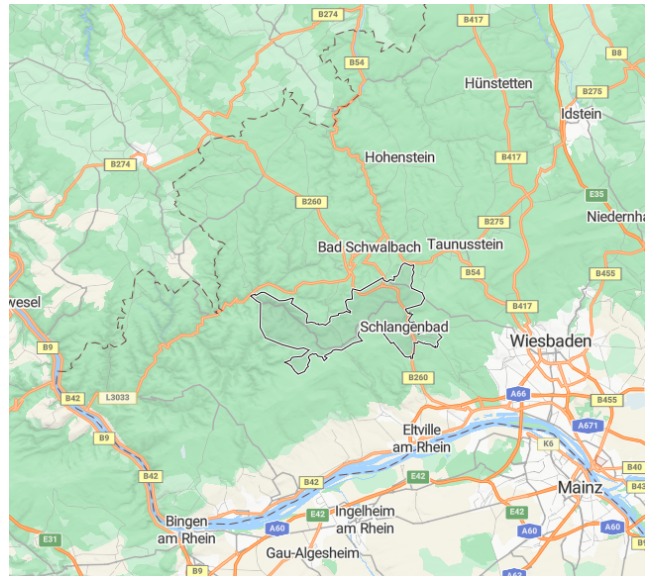 B274
B417
B54
B8
Hünstetten
B275
Idstein
B417
Hohenstein
B274
E35
B260
Niedernha
B275
Bad Schwalbach
Taunusstein
B54
B455
wesel
B417
Schlangenbad
Wiesbaden
B9
B260
A66
B42
L3033
B455
Eltville
am Rhein
A671
B9
K6
B42
B42
E42
B40
B43
Mainz
Bingen
am Rhein
A60
E42
Ingelheim
am Rhein
E42
A60
A60
E31
Gau-Algesheim
B9
A63